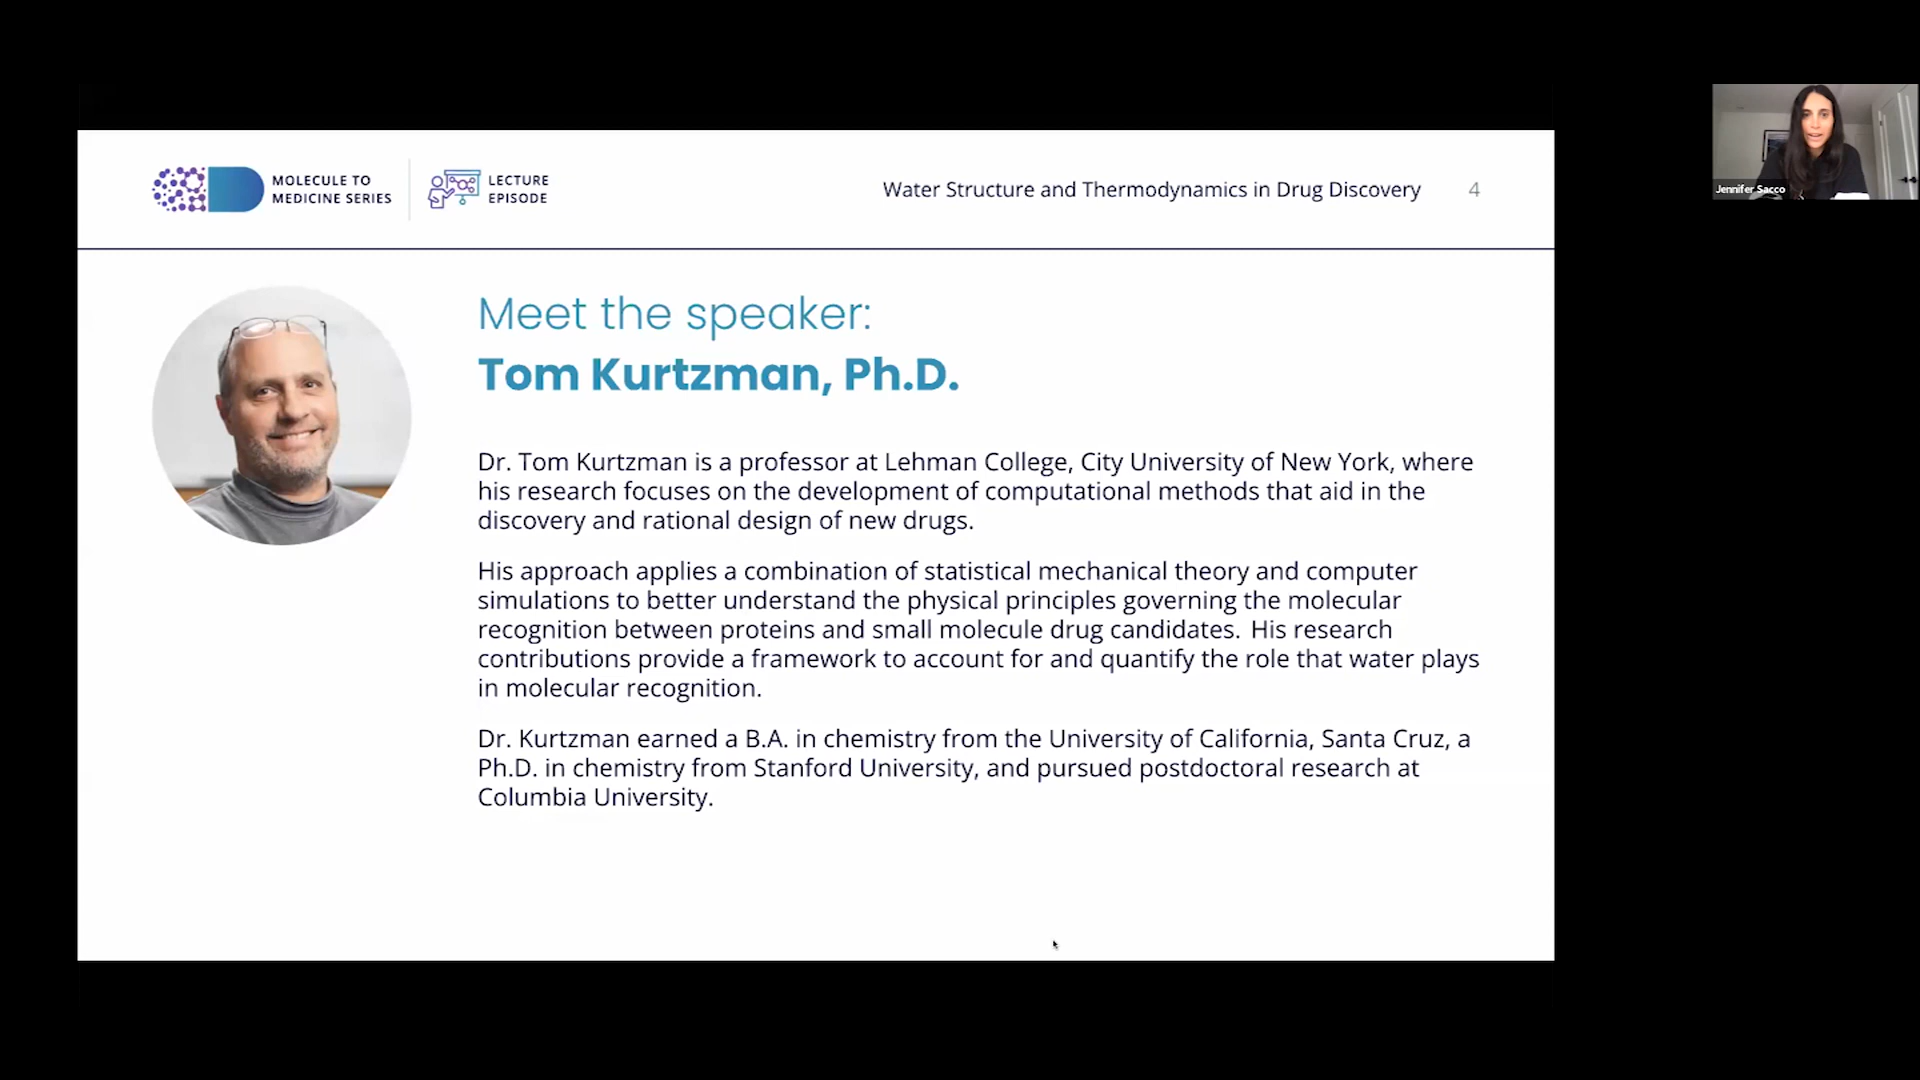 MOLECULE TO
MEDICINE SERIES
LECTURE
EPISODE
Water Structure and Thermodynamics in Drug Discovery 4
Jennifer Sacco
Meet the speaker:
Tom Kurtzman, Ph.D.
Dr. Tom Kurtzman is a professor at Lehman College, City University of New York, where
his research focuses on the development of computational methods that aid in the
discovery and rational design of new drugs.
His approach applies a combination of statistical mechanical theory and computer
simulations to better understand the physical principles governing the molecular
recognition between proteins and small molecule drug candidates. His research
contributions provide a framework to account for and quantify the role that water plays
in molecular recognition.
Dr. Kurtzman earned a B.A. in chemistry from the University of California, Santa Cruz, a
Ph.D. in chemistry from Stanford University, and pursued postdoctoral research at
Columbia University.